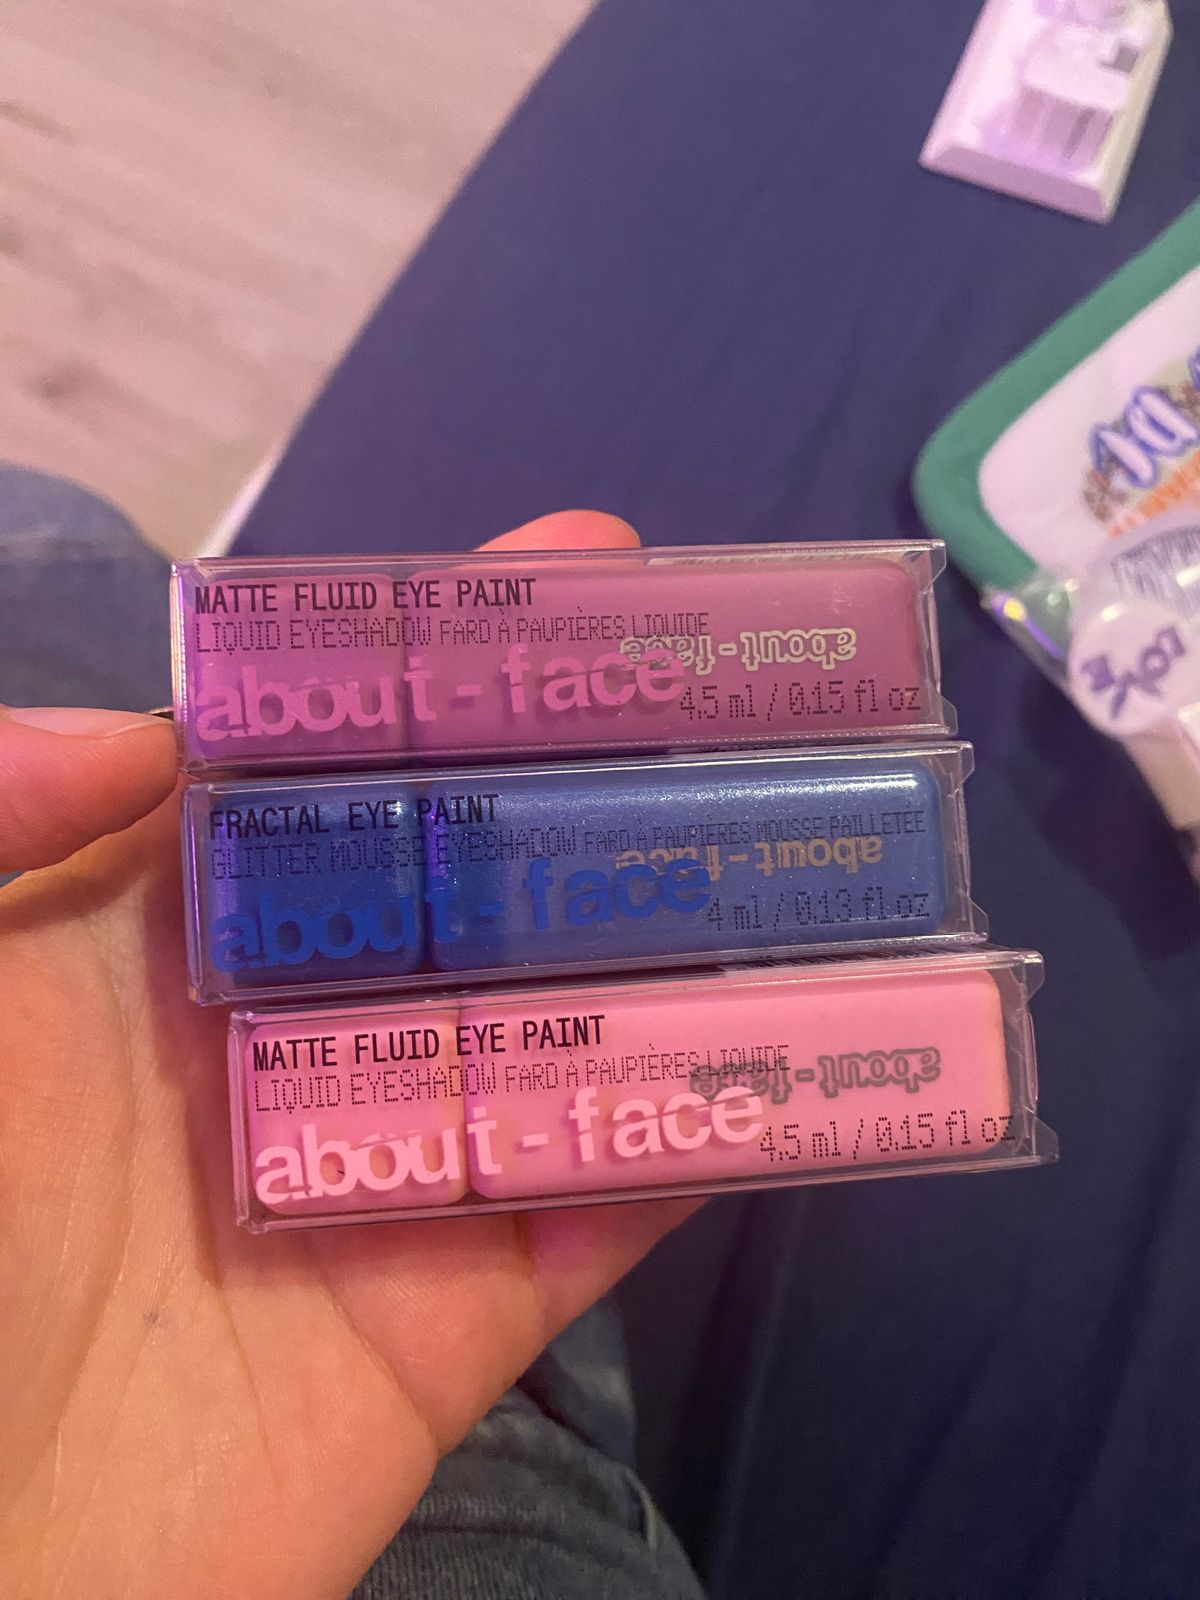 MATTE FLUID EYE PAINT
LIQUID EYESHADOW FARD À PAUPIÈRES LIQUIDE
about-face
about-face
4.5 ml / 0.15 fl oz
FRACTAL EYE PAINT
GLITTER MOUSSE EYESHADOW FARD À PAUPIÈRES MOUSSE PAILLETÉE
about-face
about-face
4 ml / 0.13 fl oz
MATTE FLUID EYE PAINT
LIQUID EYESHADOW FARD À PAUPIÈRES LIQUIDE
about-face
about-face
4.5 ml / 0.15 fl oz